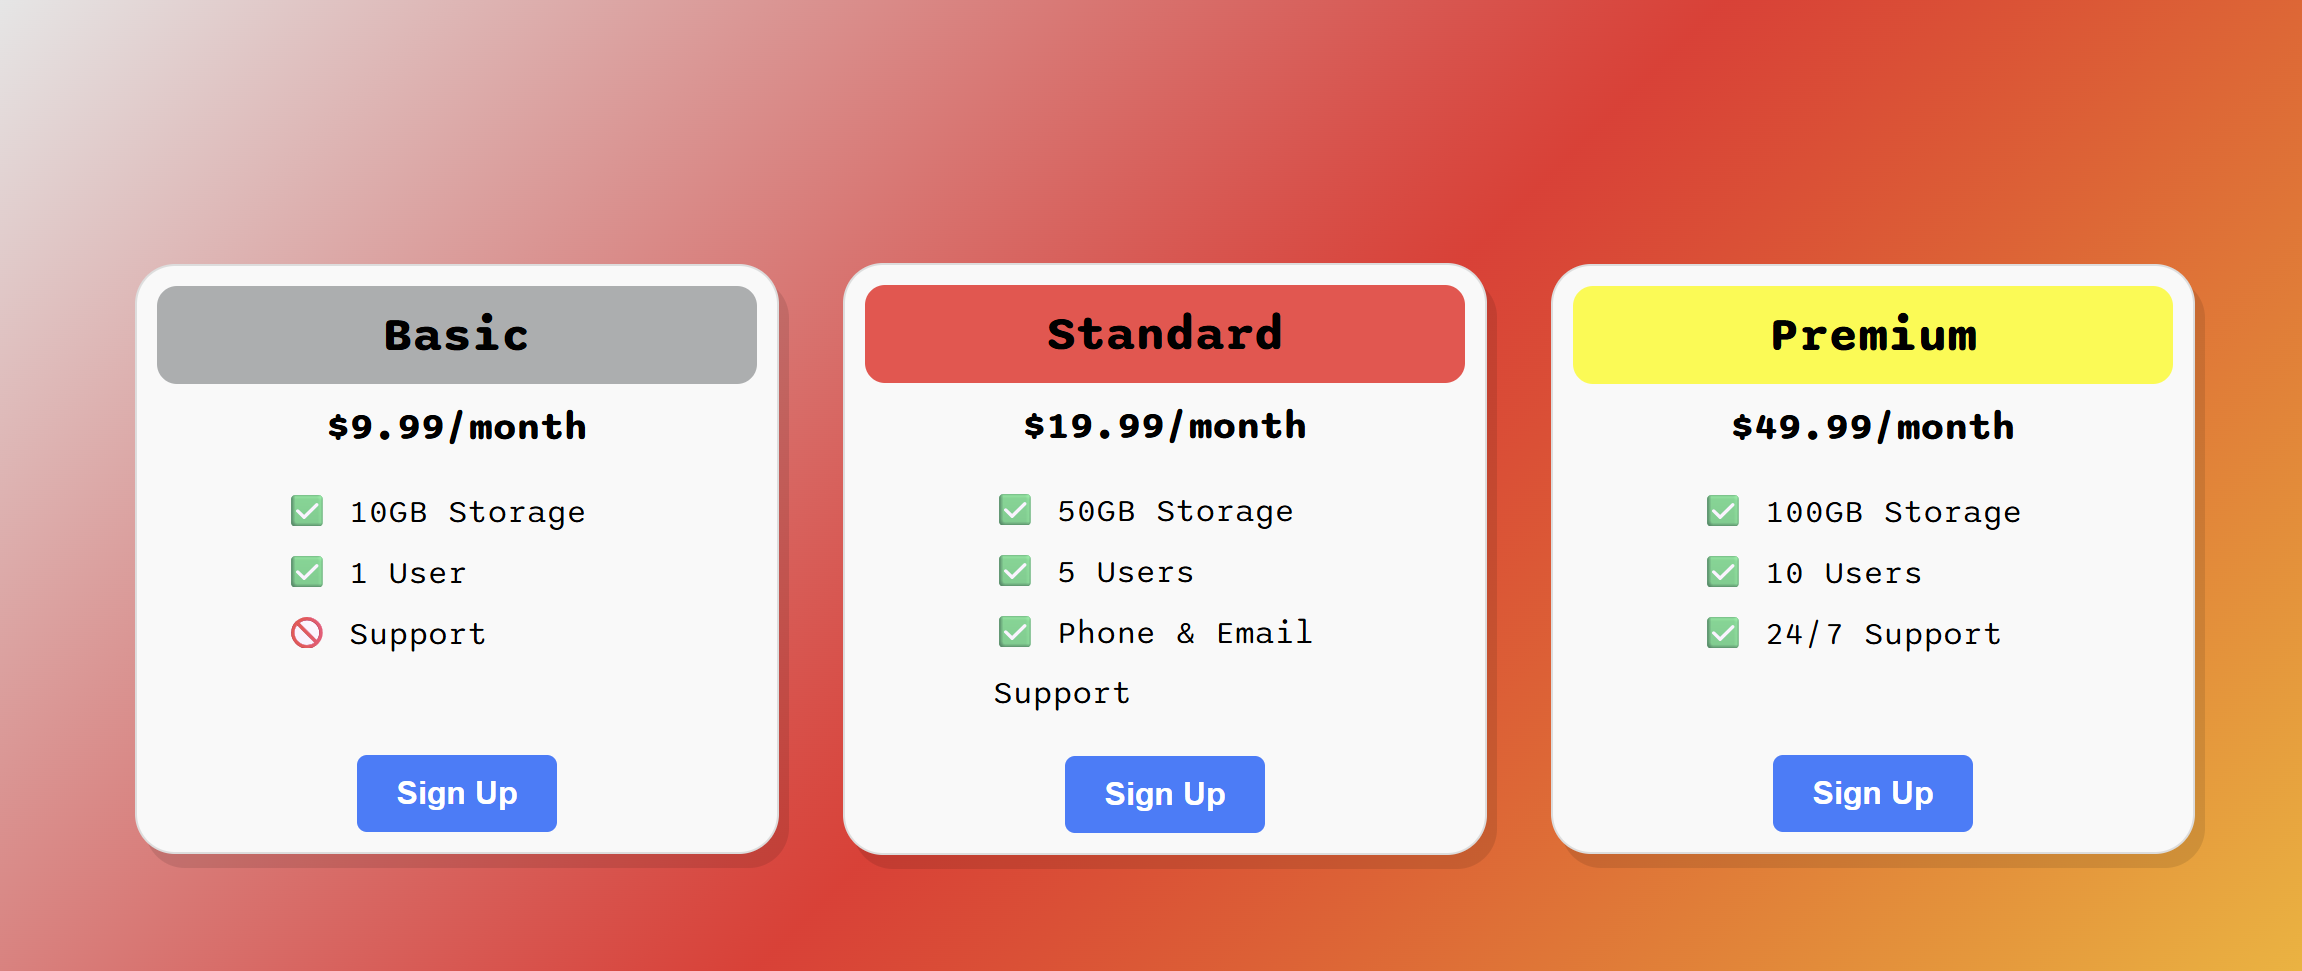 Basic
$9.99/month
✅ 10GB Storage
✅ 1 User
🚫 Support
Sign Up
Standard
$19.99/month
✅ 50GB Storage
✅ 5 Users
✅ Phone & Email
Support
Sign Up
Premium
$49.99/month
✅ 100GB Storage
✅ 10 Users
✅ 24/7 Support
Sign Up